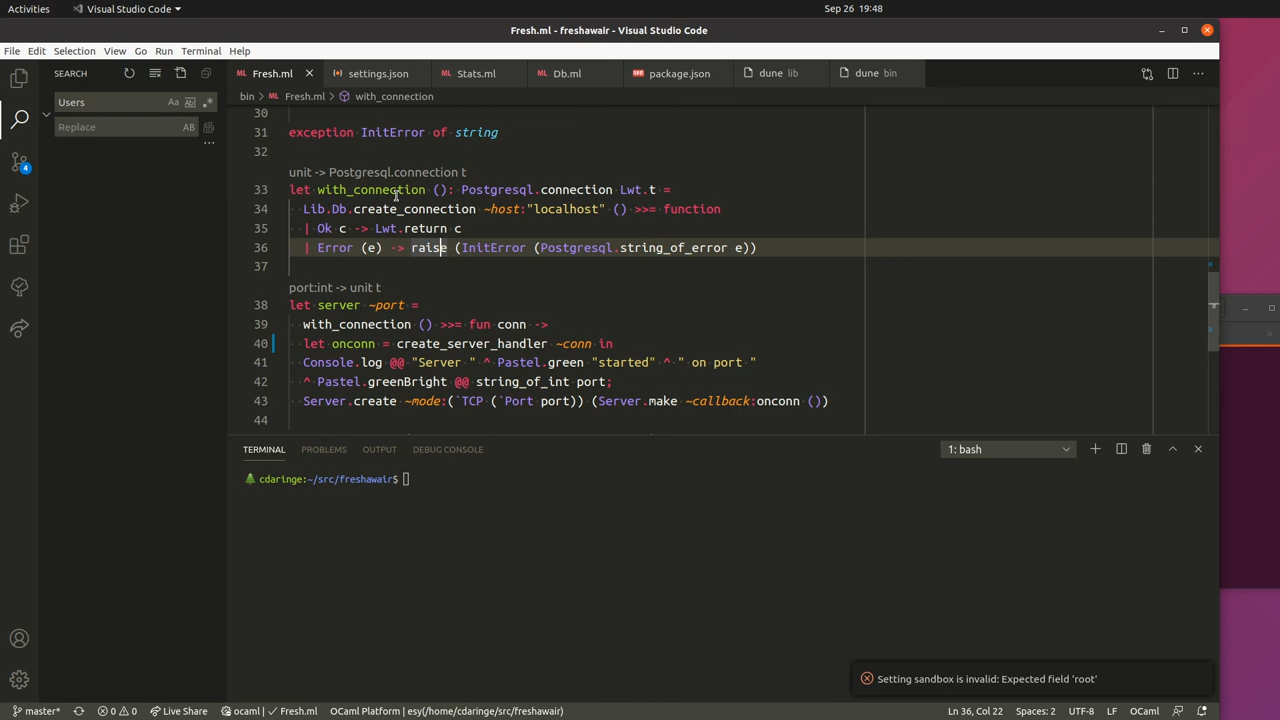 Activities
Visual Studio Code
Sep 26 19:48
Fresh.ml - freshawair - Visual Studio Code
File Edit Selection View Go Run Terminal Help
SEARCH
Fresh.ml
settings.json
Stats.ml
Db.ml
package.json
dune lib
dune bin
bin > Fresh.ml > with_connection
Users
Aa
Replace
AB
4
30
31 exception InitError of string
32
unit -> Postgresql.connection t
33 let with_connection (): Postgresql.connection Lwt.t =
34 Lib.Db.create_connection ~host:"localhost" () >>= function
35 | Ok c -> Lwt.return c
36 | Error (e) -> raise (InitError (Postgresql.string_of_error e))
37
port:int -> unit t
38 let server ~port =
39 with_connection () >>= fun conn ->
40 let onconn = create_server_handler ~conn in
41 Console.log @@ "Server " ^ Pastel.green "started" ^ " on port "
42 ^ Pastel.greenBright @@ string_of_int port;
43 Server.create ~mode:(`TCP (`Port port)) (Server.make ~callback:onconn ())
44
TERMINAL PROBLEMS OUTPUT DEBUG CONSOLE
1: bash
cdaringe:~/src/freshawair$
Setting sandbox is invalid: Expected field 'root'
master* 0 0 Live Share ocaml | ✓ Fresh.ml OCaml Platform | esy(/home/cdaringe/src/freshawair)
Ln 36, Col 22 Spaces: 2 UTF-8 LF OCaml